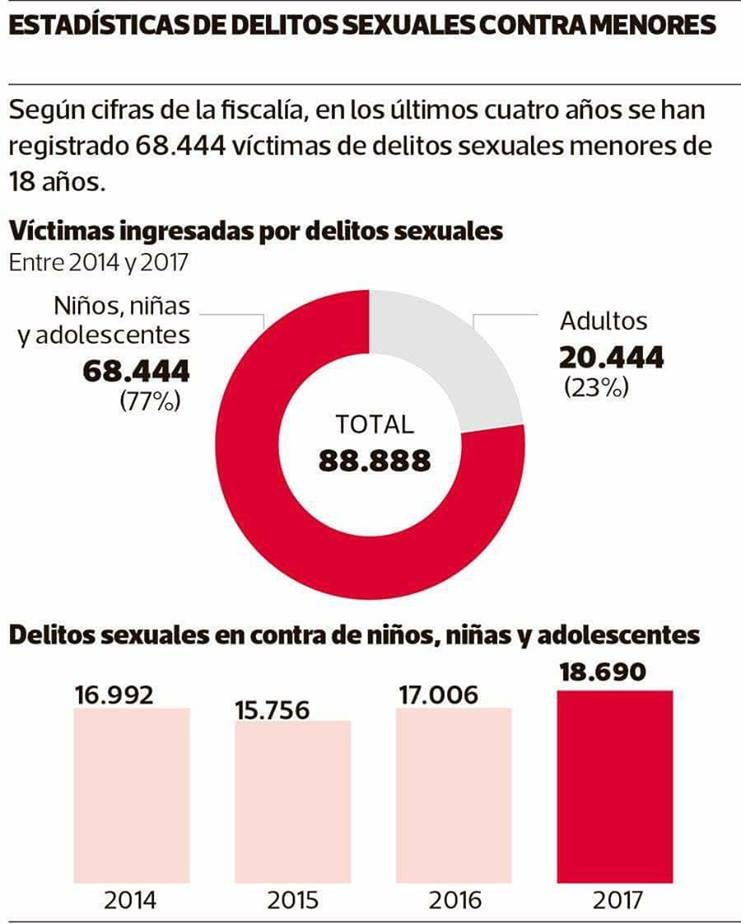 ESTADÍSTICAS DE DELITOS SEXUALES CONTRA MENORES
Según cifras de la fiscalía, en los últimos cuatro años se han
registrado 68.444 víctimas de delitos sexuales menores de
18 años.
Víctimas ingresadas por delitos sexuales
Entre 2014 y 2017
Niños, niñas
y adolescentes
68.444
(77%)
Adultos
20.444
(23%)
TOTAL
88.888
Delitos sexuales en contra de niños, niñas y adolescentes
16.992
15.756
17.006
18.690
2014
2015
2016
2017